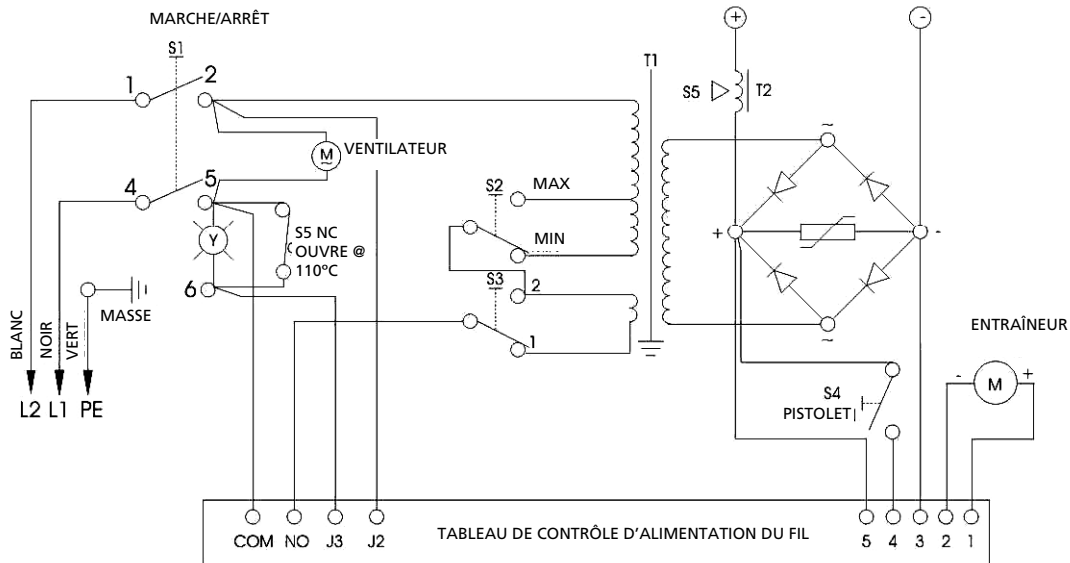 MARCHE/ARRÊT
S1
1
2
T1
+
-
S5
T2
~
M
~
VENTILATEUR
4
5
S2
MAX
MIN
Y
S5 NC
OUVRE @
110°C
+
-
S3
2
6
MASSE
1
~
ENTRAÎNEUR
BLANC
NOIR
VERT
L2 L1 PE
S4
PISTOLET
-
M
+
TABLEAU DE CONTRÔLE D'ALIMENTATION DU FIL
COM NO J3 J2
5 4 3 2 1